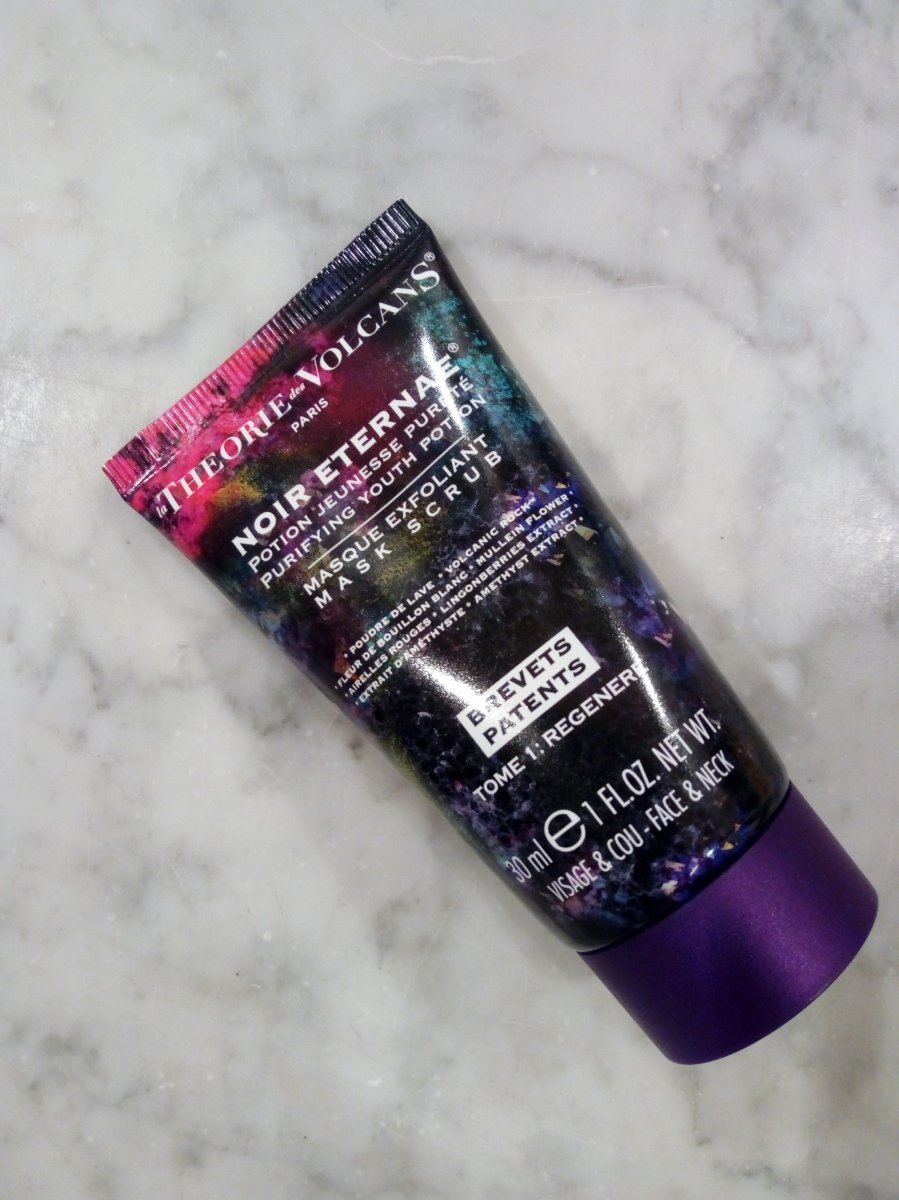 la THEORIE des VOLCANS®
PARIS
NOIR ETERNAE®
POTION JEUNESSE PURETÉ
PURIFYING YOUTH POTION
MASQUE EXFOLIANT
MASK SCRUB
• POUDRE DE LAVE • VOLCANIC ROCK •
• FLEUR DE BOUILLON BLANC • MULLEIN FLOWER •
• AIRELLES ROUGES • LINGONBERRIES EXTRACT •
• EXTRAIT D'AMÉTHYSTE • AMETHYST EXTRACT •
BREVETS
PATENTS
TOME 1:
30 ml e 1 FL.OZ. NET WT.
VISAGE & COU - FACE & NECK